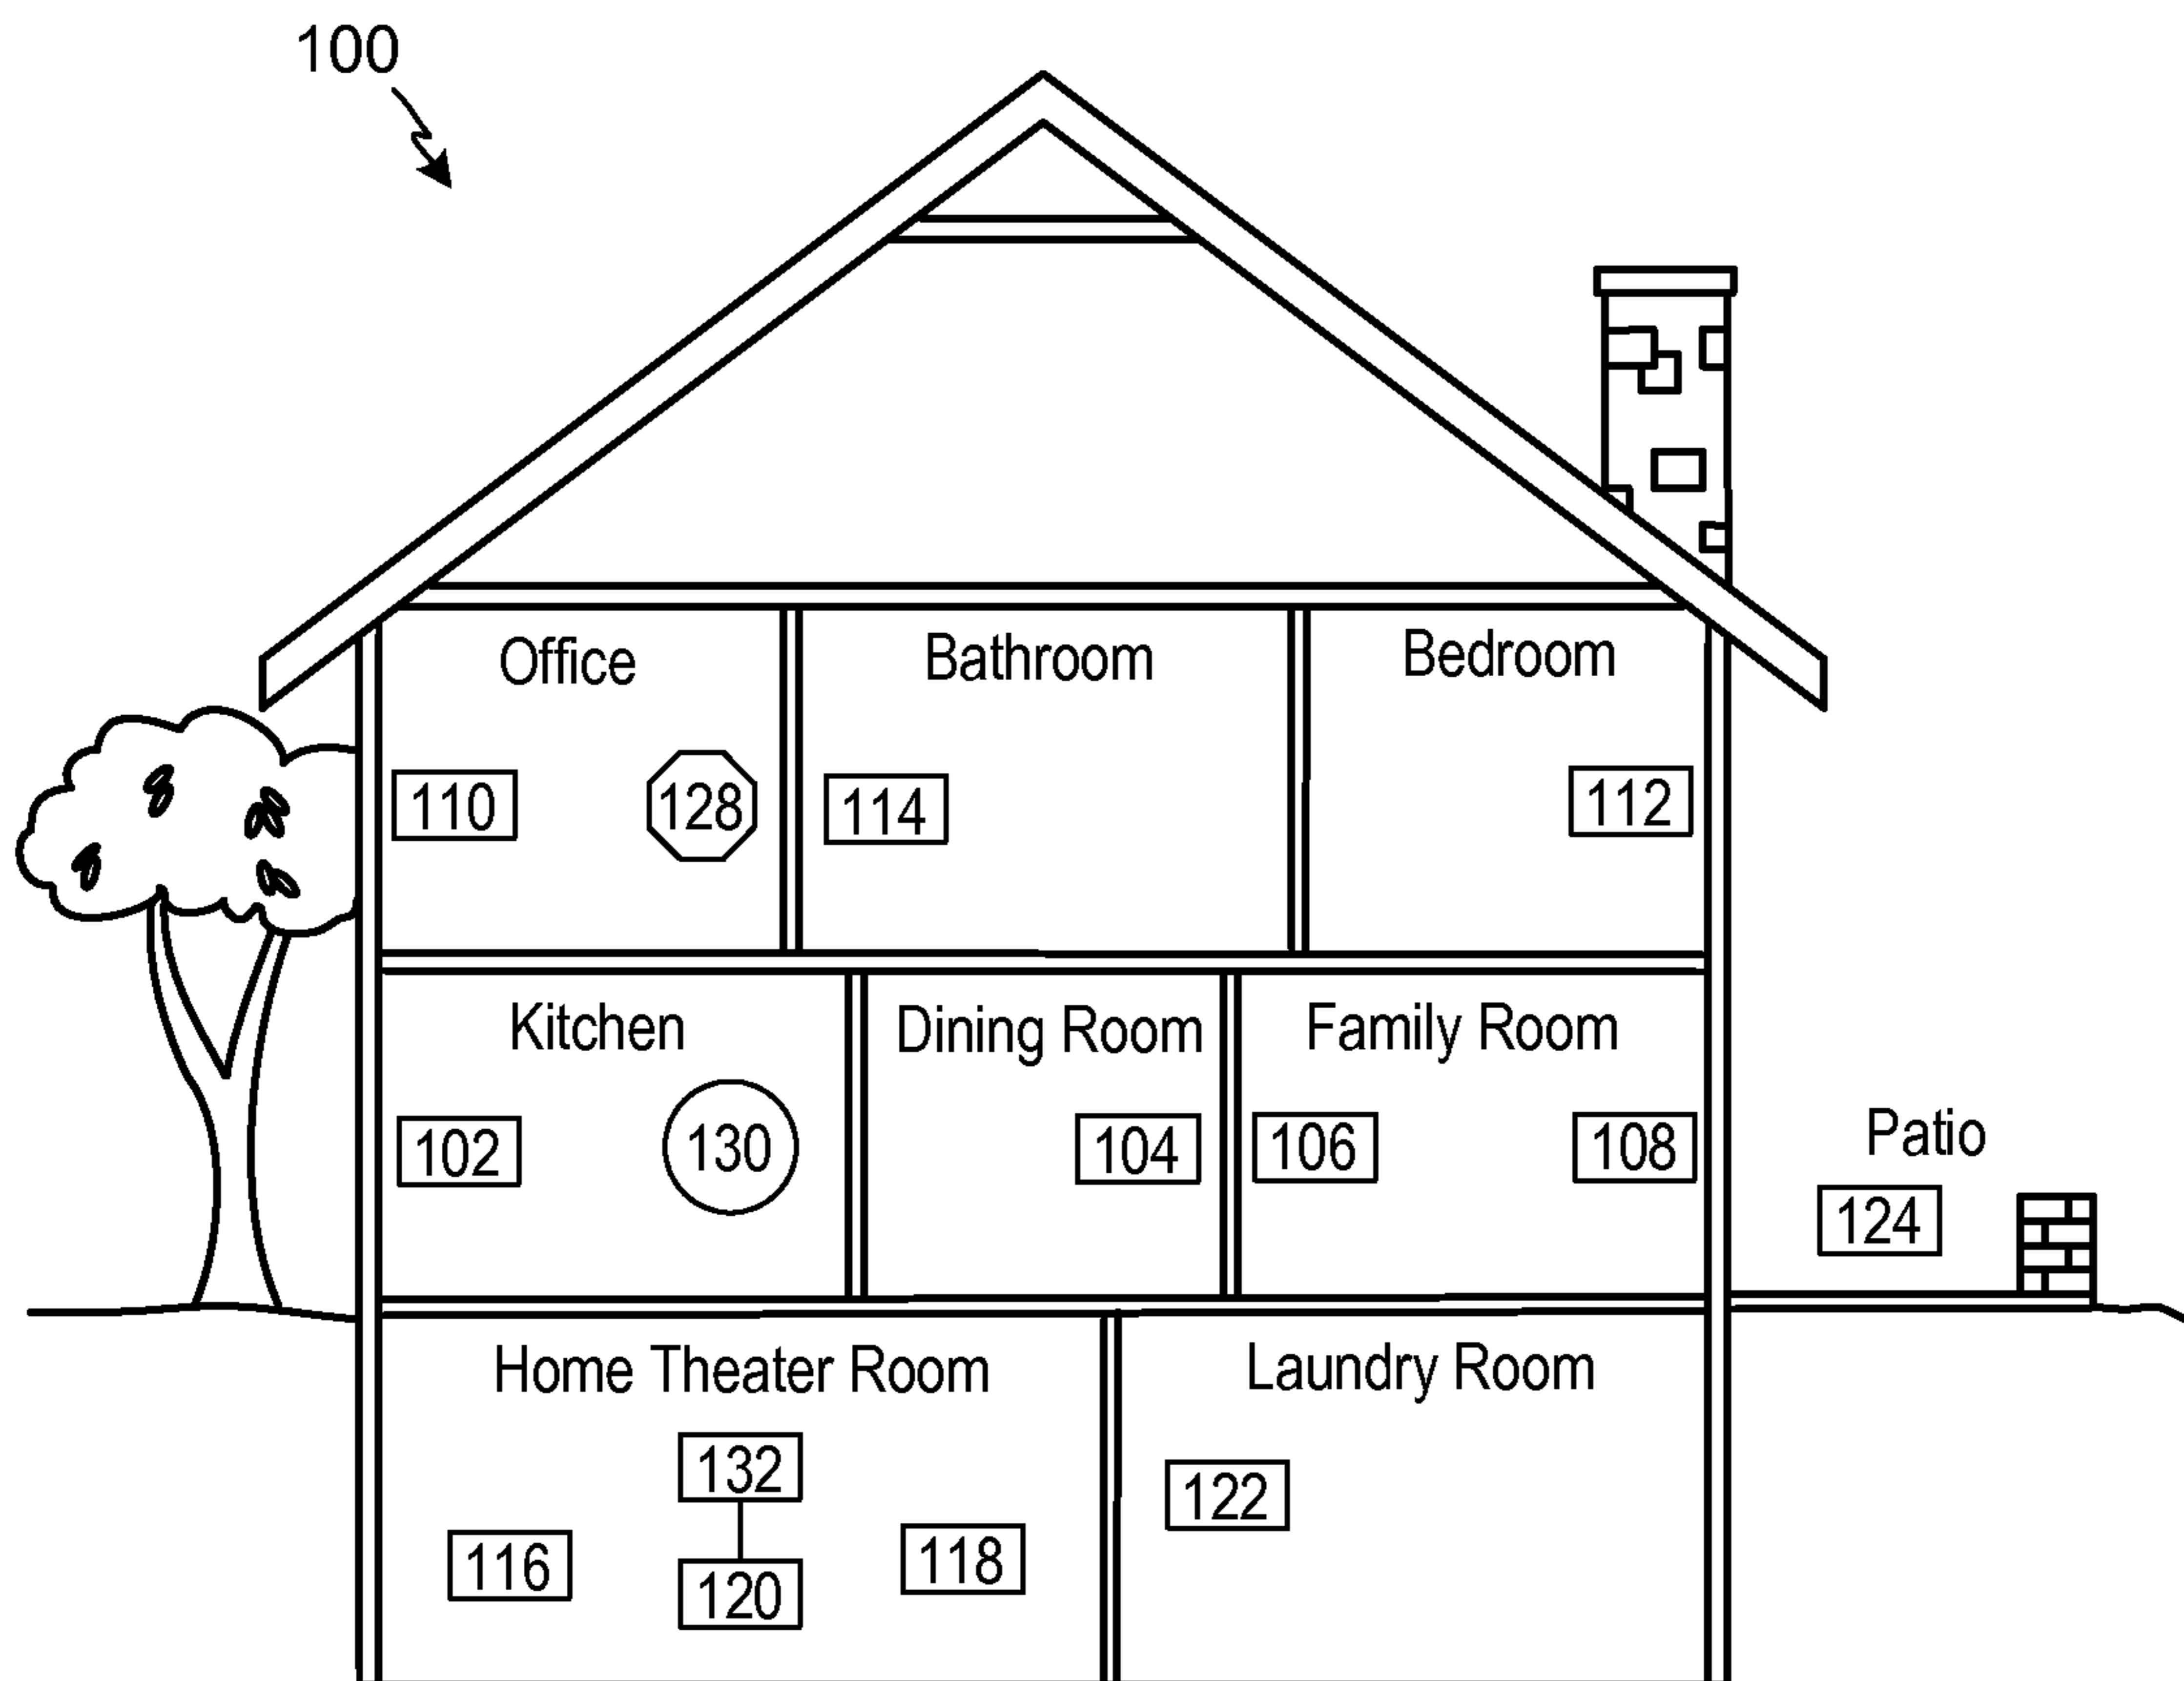 100
Office
Bathroom
Bedroom
110
128
114
112
Kitchen
Dining Room
Family Room
102
130
104
106
108
Patio
124
Home Theater Room
Laundry Room
132
122
116
120
118